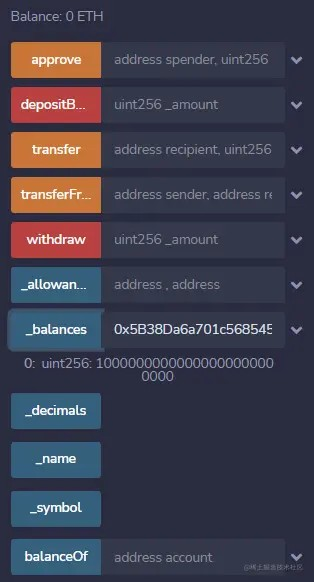 Balance: 0 ETH
approve address spender, uint256
depositB... uint256 _amount
transfer address recipient, uint256
transferFr... address sender, address re
withdraw uint256 _amount
_allowan... address , address
_balances 0x5B38Da6a701c568545
0: uint256: 1000000000000000000000
0000
_decimals
_name
_symbol
balanceOf address account
@稀土掘金技术社区